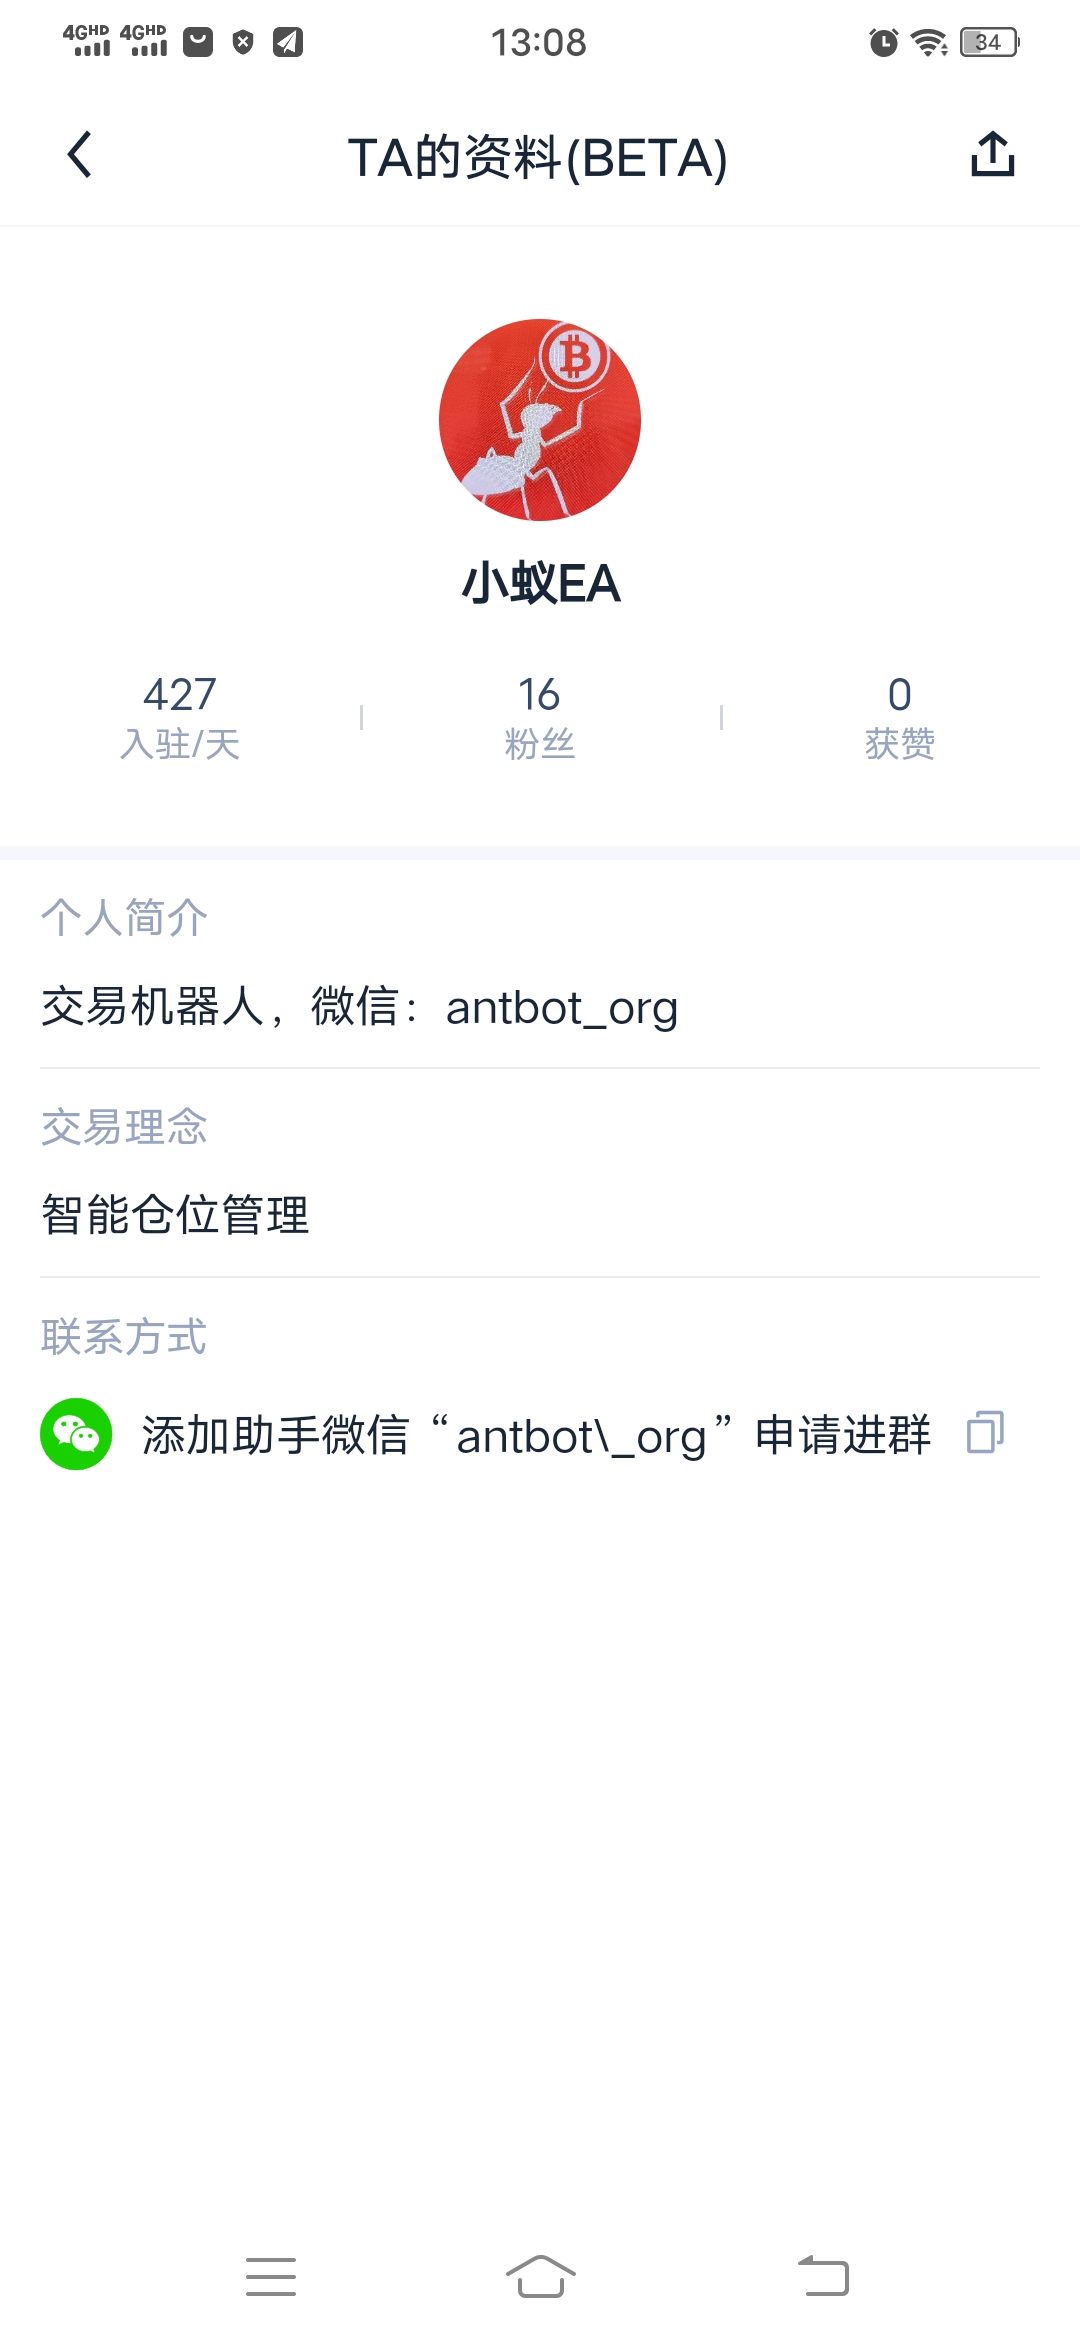 4GHD 4GHD 13:08 34
TA的资料(BETA)
小蚁EA
427 16 0
入驻/天 粉丝 获赞
个人简介
交易机器人，微信：antbot_org
交易理念
智能仓位管理
联系方式
添加助手微信“antbot\_org”申请进群